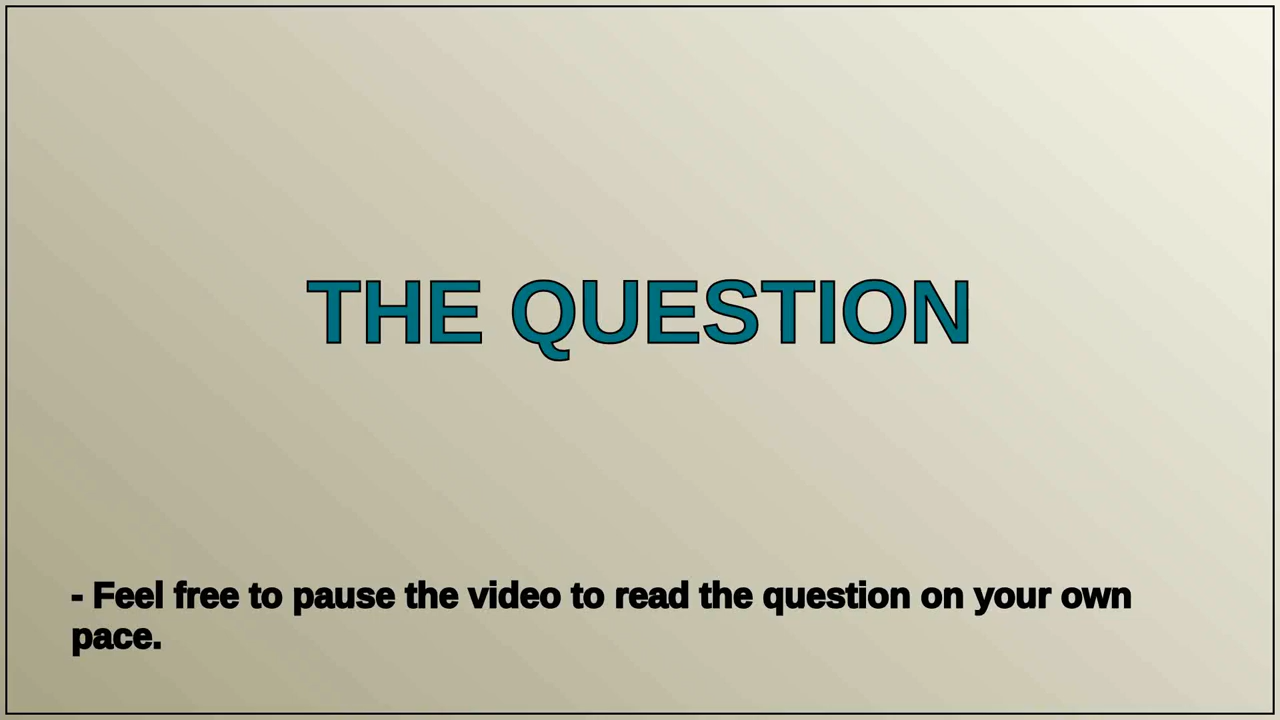 THE QUESTION
- Feel free to pause the video to read the question on your own
pace.